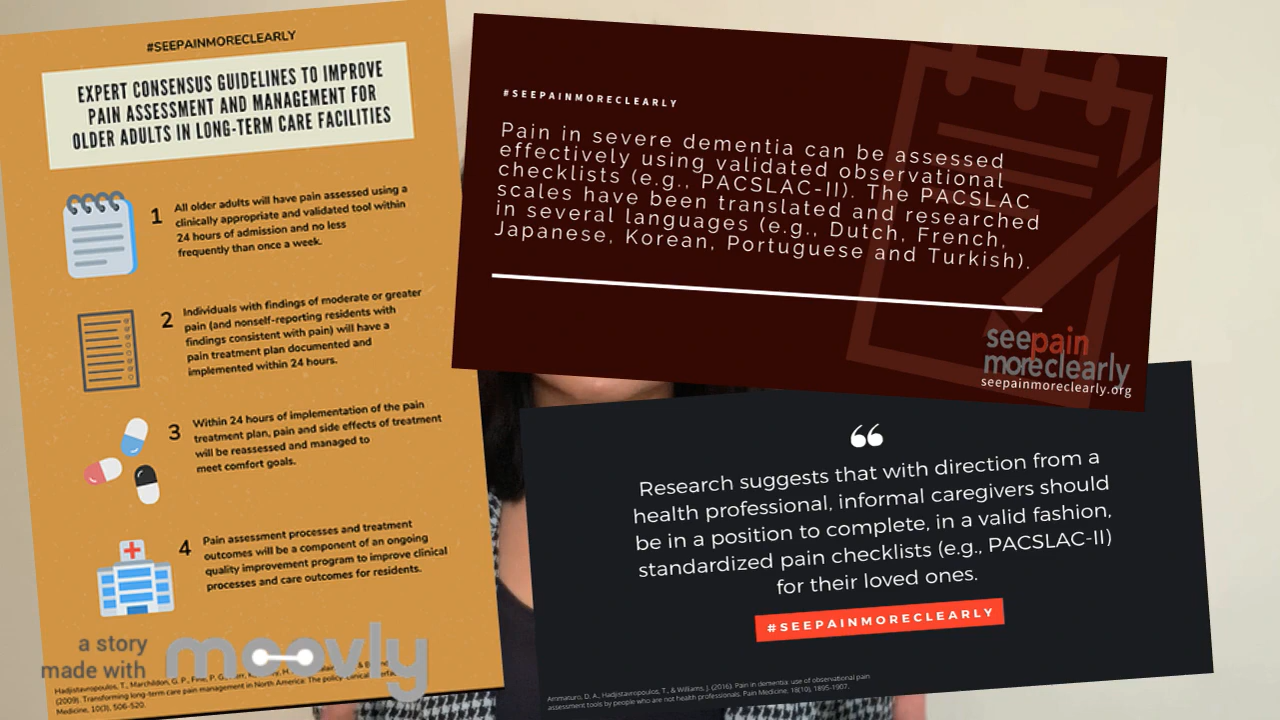 #SEEPAINMORECLEARLY
EXPERT CONSENSUS GUIDELINES TO IMPROVE
PAIN ASSESSMENT AND MANAGEMENT FOR
OLDER ADULTS IN LONG-TERM CARE FACILITIES
1
All older adults will have pain assessed using a
clinically appropriate and validated tool within
24 hours of admission and no less
frequently than once a week.
2
Individuals with findings of moderate or greater
pain (and nonself-reporting residents with
findings consistent with pain) will have a
pain treatment plan documented and
implemented within 24 hours.
3
Within 24 hours of implementation of the pain
treatment plan, pain and side effects of treatment
will be reassessed and managed to
meet comfort goals.
4
Pain assessment processes and treatment
outcomes will be a component of an ongoing
quality improvement program to improve clinical
processes and care outcomes for residents.
a story
made with
moovly
Hadjistavropoulos, T., Marchildon, G. P., Fine, P. G.,
(2009). Transforming long-term care pain management in North America: The policy-clinical
Medicine, 10(3), 506-520.
#SEEPAINMORECLEARLY
Pain in severe dementia can be assessed
effectively using validated observational
checklists (e.g., PACSLAC-II). The PACSLAC
scales have been translated and researched
in several languages (e.g., Dutch, French,
Japanese, Korean, Portuguese and Turkish).
seepain
moreclearly
seepainmoreclearly.org
❝
Research suggests that with direction from a
health professional, informal caregivers should
be in a position to complete, in a valid fashion,
standardized pain checklists (e.g., PACSLAC-II)
for their loved ones.
#SEEPAINMORECLEARLY
Ammaturo, D. A., Hadjistavropoulos, T., & Williams, J. (2016). Pain in dementia: use of observational pain
assessment tools by people who are not health professionals. Pain Medicine, 18(10), 1895-1907.